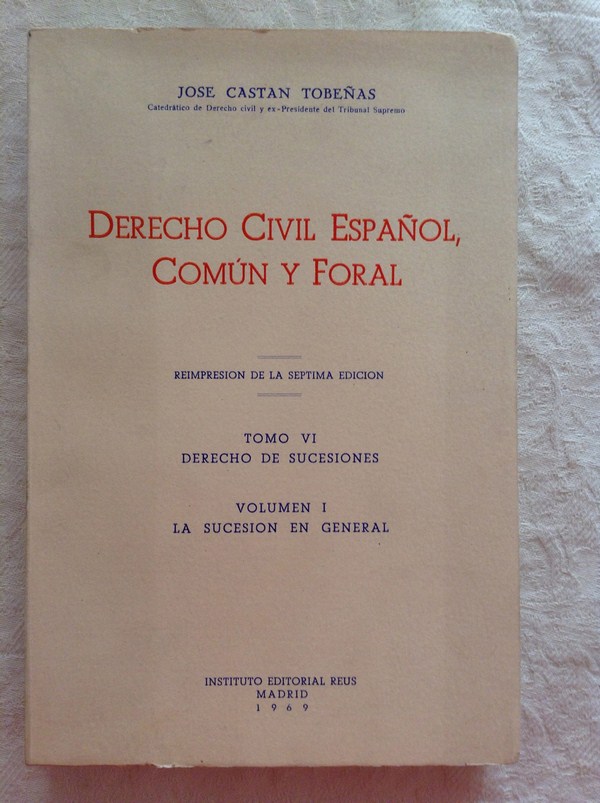 JOSE CASTAN TOBEÑAS
Catedrático de Derecho civil y ex-Presidente del Tribunal Supremo
DERECHO CIVIL ESPAÑOL,
COMÚN Y FORAL
REIMPRESION DE LA SEPTIMA EDICION
TOMO VI
DERECHO DE SUCESIONES
VOLUMEN I
LA SUCESION EN GENERAL
INSTITUTO EDITORIAL REUS
MADRID
1969